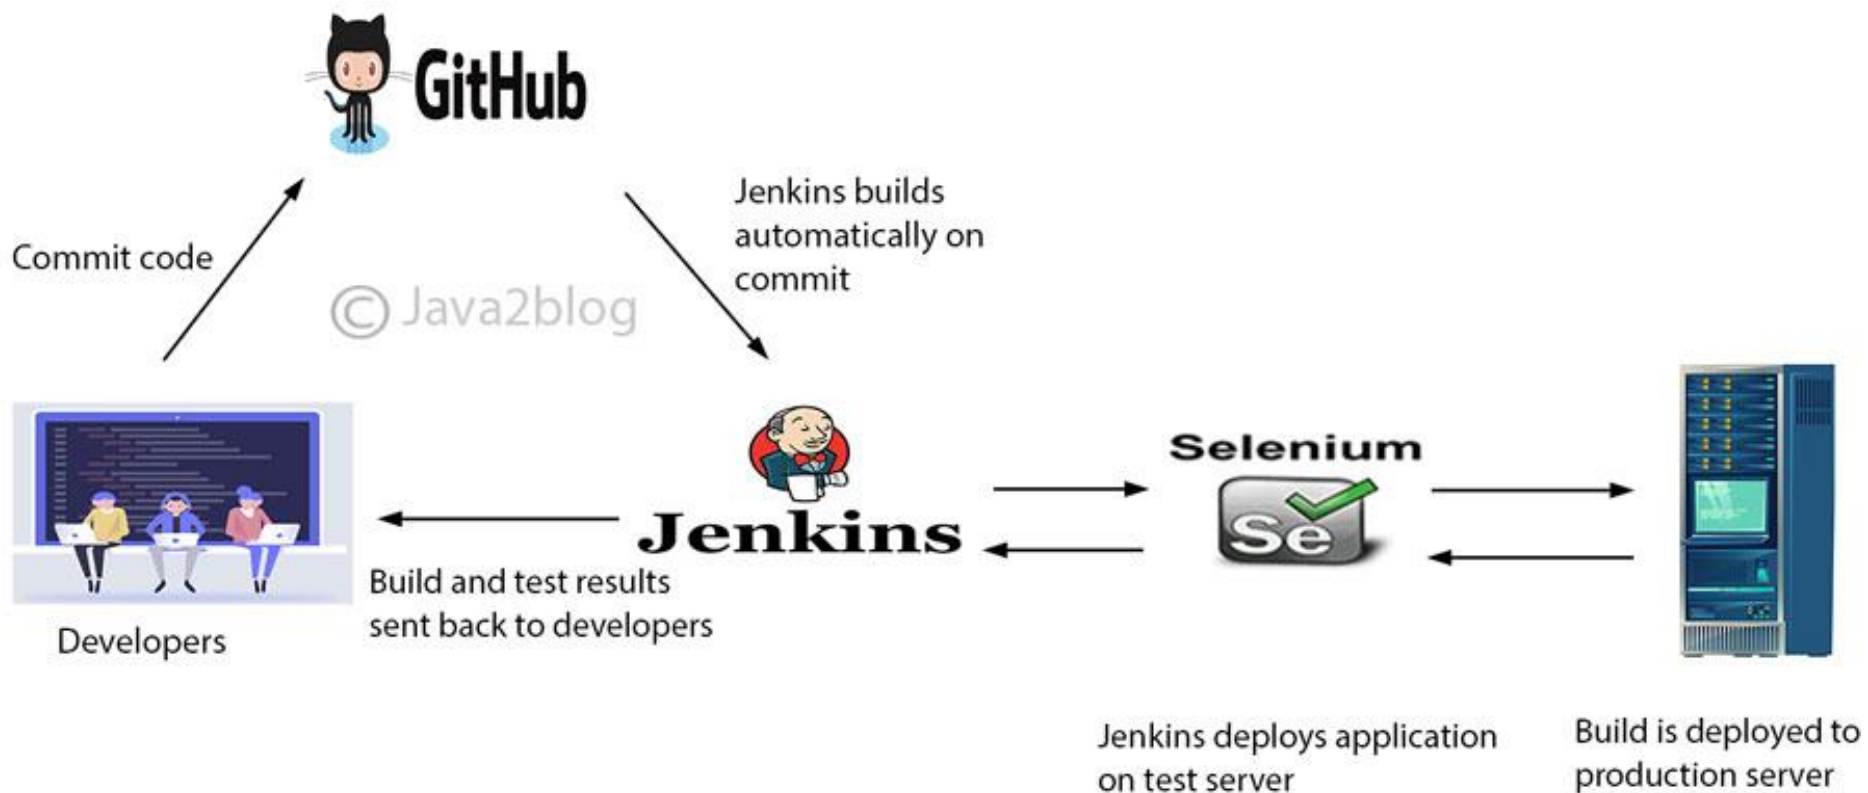 GitHub
Jenkins builds
automatically on
commit
Commit code
© Java2blog
Selenium
Se
Jenkins
Build and test results
sent back to developers
Developers
Jenkins deploys application
on test server
Build is deployed to
production server